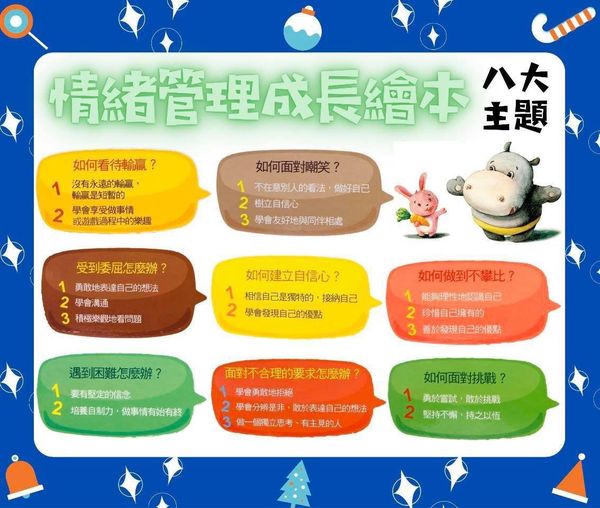 情緒管理成長繪本
八大
主題
如何看待輸贏？
1 沒有永遠的輸贏，
輸贏是短暫的
2 學會享受做事情
或遊戲過程中的樂趣
如何面對嘲笑？
1 不在意別人的看法，做好自己
2 樹立自信心
3 學會友好地與同伴相處
受到委屈怎麼辦？
1 勇敢地表達自己的想法
2 學會溝通
3 積極樂觀地看問題
如何建立自信心？
1 相信自己是獨特的，接納自己
2 學會發現自己的優點
如何做到不攀比？
1 能夠理性地認識自己
2 珍惜自己擁有的
3 善於發現自己的優點
遇到困難怎麼辦？
1 要有堅定的信念
2 培養自制力，做事情有始有終
面對不合理的要求怎麼辦？
1 學會勇敢地拒絕
2 學會分辨是非，敢於表達自己的想法
3 做一個獨立思考、有主見的人
如何面對挑戰？
1 勇於嘗試，敢於挑戰
2 堅持不懈、持之以恆